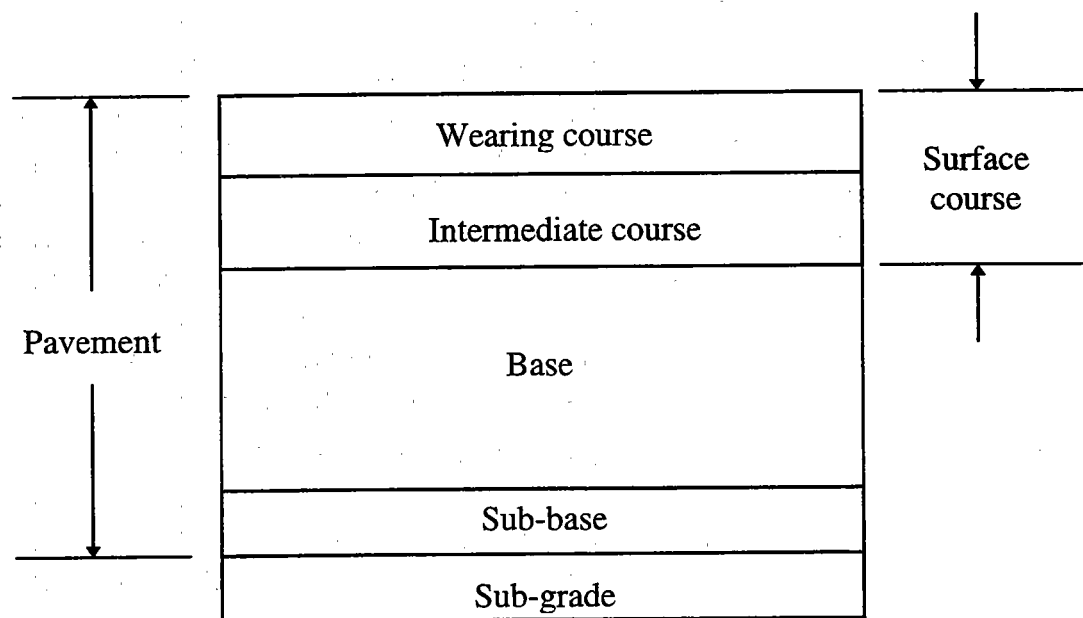 Wearing course
Surface
course
Intermediate course
Pavement
Base
Sub-base
Sub-grade